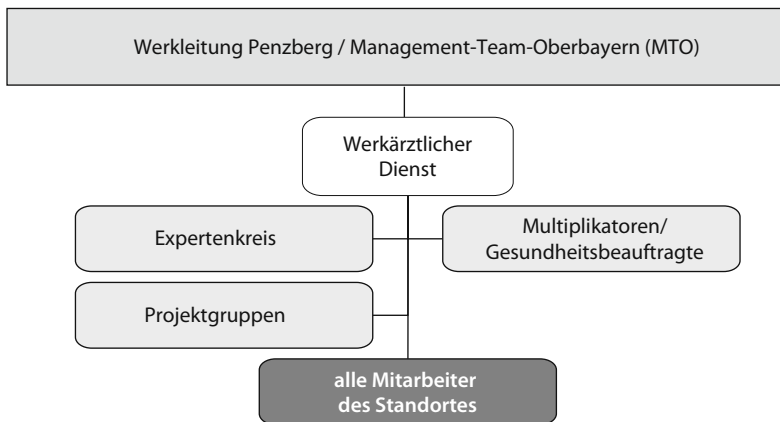 Werkleitung Penzberg / Management-Team-Oberbayern (MTO)
Werkärztlicher
Dienst
Expertenkreis
Multiplikatoren/
Gesundheitsbeauftragte
Projektgruppen
alle Mitarbeiter
des Standortes